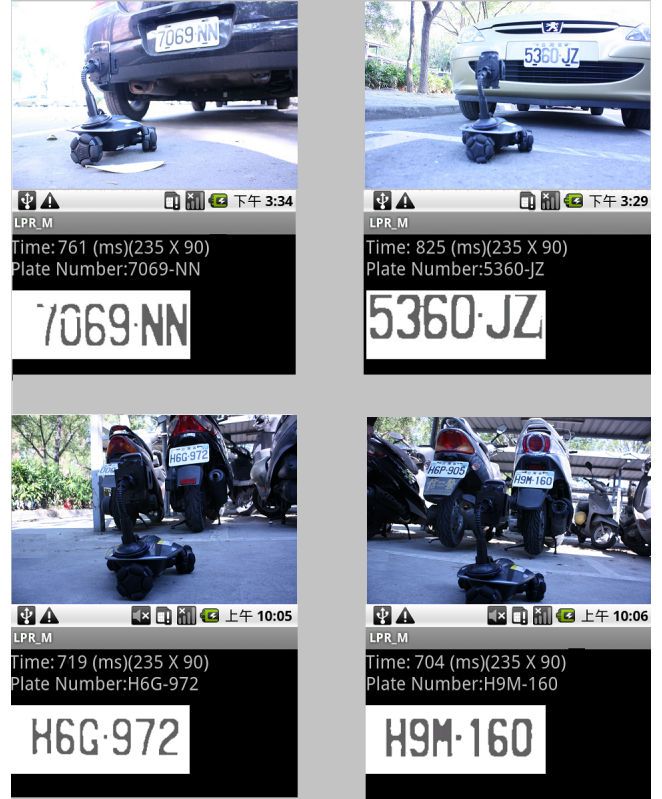 7069·NN
下午 3:34
LPR_M
Time: 761 (ms)(235 X 90)
Plate Number:7069-NN
7069·NN
5360·JZ
下午 3:29
LPR_M
Time: 825 (ms)(235 X 90)
Plate Number:5360-JZ
5360·JZ
H6G·972
上午 10:05
LPR_M
Time: 719 (ms)(235 X 90)
Plate Number:H6G-972
H6G·972
H6P·905
H9M·160
上午 10:06
LPR_M
Time: 704 (ms)(235 X 90)
Plate Number:H9M-160
H9M·160